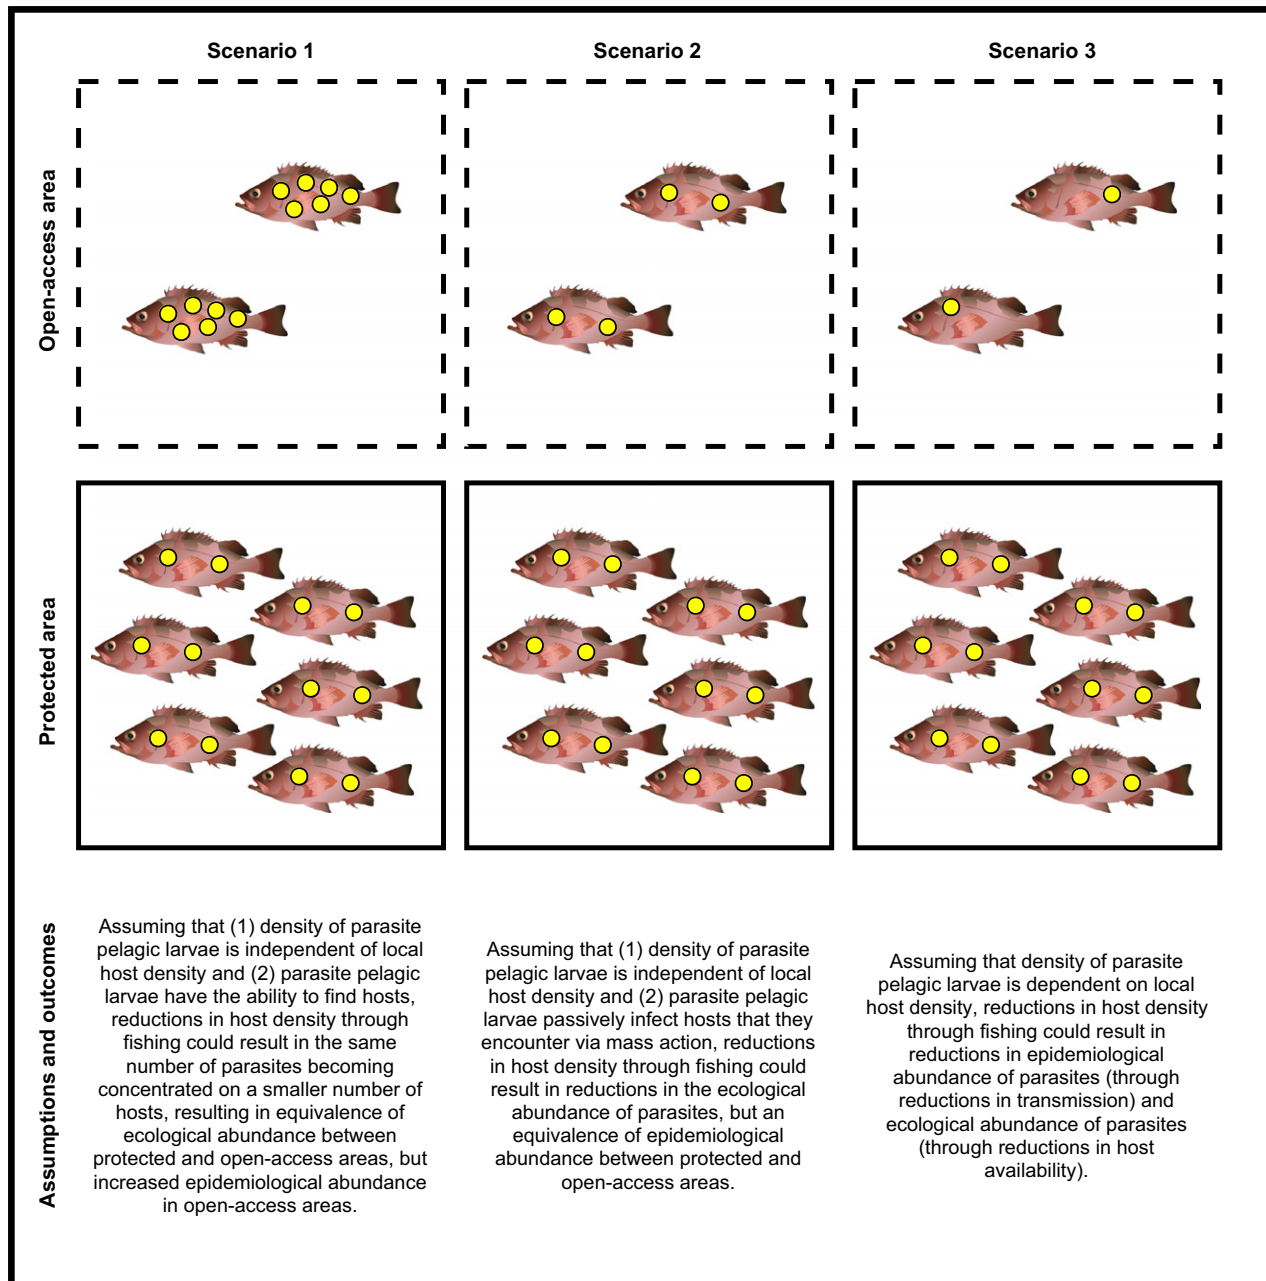 Scenario 1
Scenario 2
Scenario 3
Open-access area
Protected area
Assumptions and outcomes
Assuming that (1) density of parasite
pelagic larvae is independent of local
host density and (2) parasite pelagic
larvae have the ability to find hosts,
reductions in host density through
fishing could result in the same
number of parasites becoming
concentrated on a smaller number of
hosts, resulting in equivalence of
ecological abundance between
protected and open-access areas, but
increased epidemiological abundance
in open-access areas.
Assuming that (1) density of parasite
pelagic larvae is independent of local
host density and (2) parasite pelagic
larvae passively infect hosts that they
encounter via mass action, reductions
in host density through fishing could
result in reductions in the ecological
abundance of parasites, but an
equivalence of epidemiological
abundance between protected and
open-access areas.
Assuming that density of parasite
pelagic larvae is dependent on local
host density, reductions in host density
through fishing could result in
reductions in epidemiological
abundance of parasites (through
reductions in transmission) and
ecological abundance of parasites
(through reductions in host
availability).